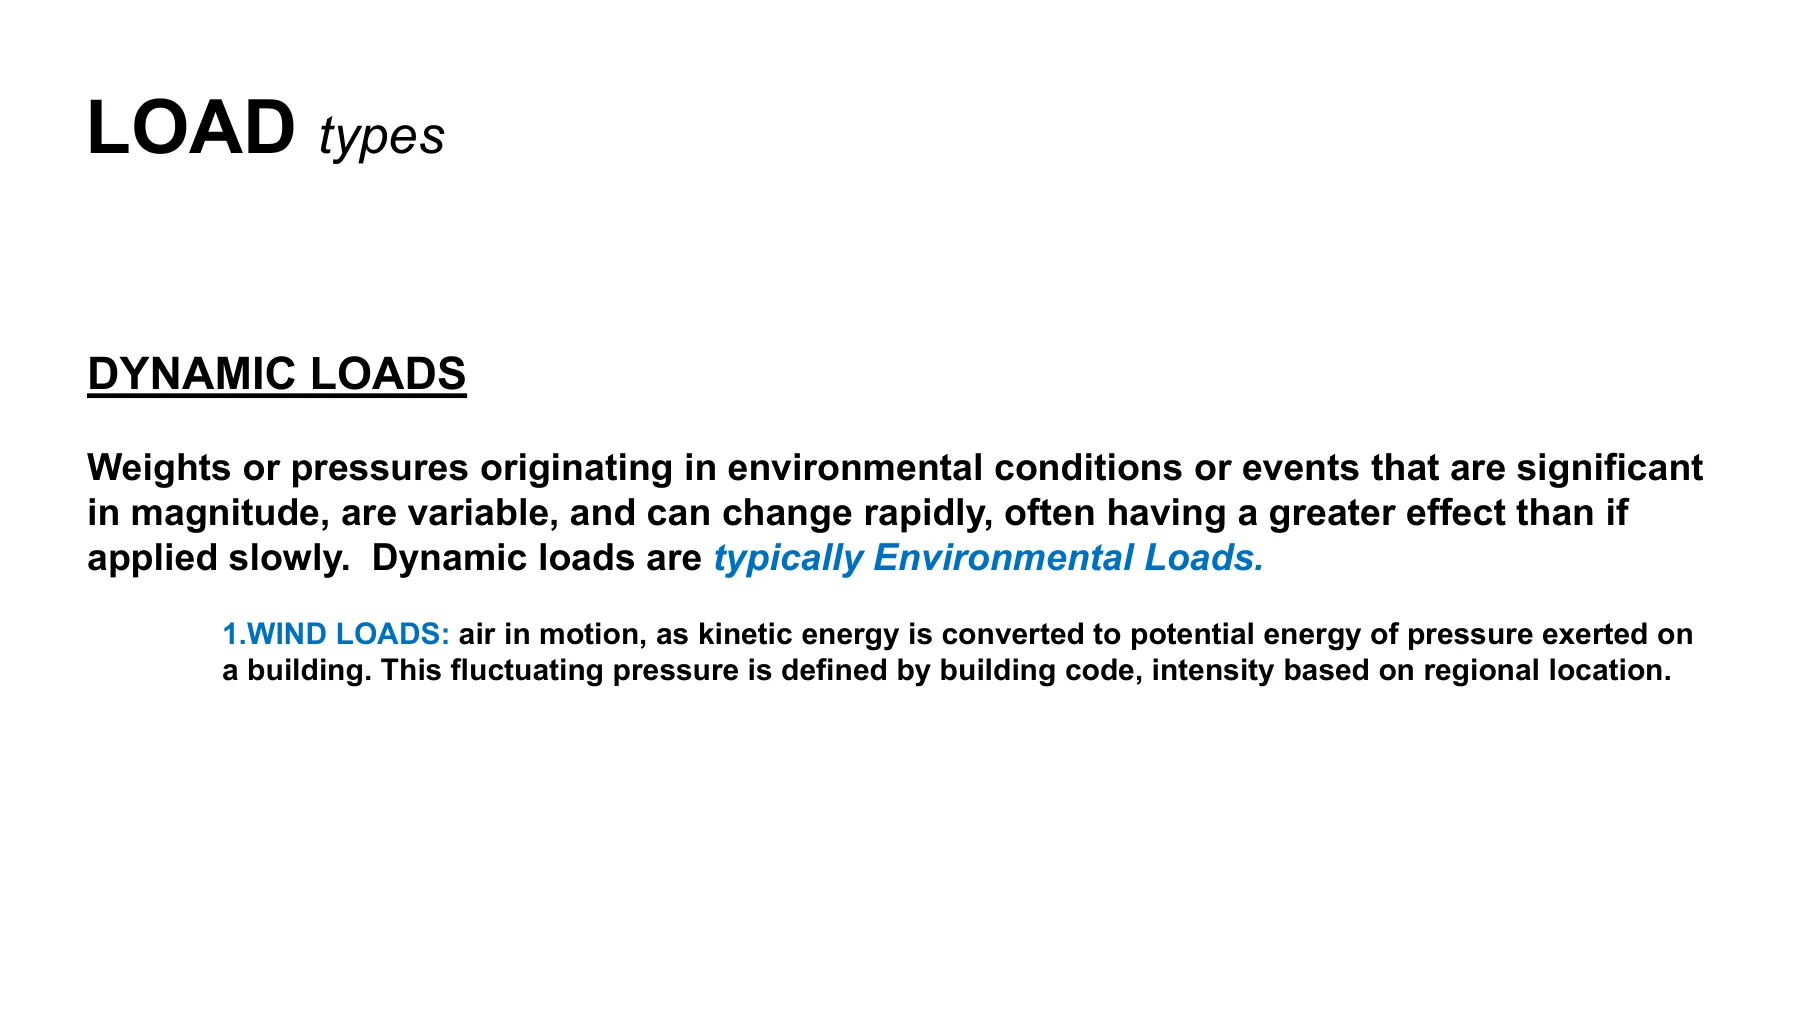 LOAD types
DYNAMIC LOADS
Weights or pressures originating in environmental conditions or events that are significant
in magnitude, are variable, and can change rapidly, often having a greater effect than if
applied slowly.  Dynamic loads are typically Environmental Loads.
1.WIND LOADS: air in motion, as kinetic energy is converted to potential energy of pressure exerted on
a building. This fluctuating pressure is defined by building code, intensity based on regional location.